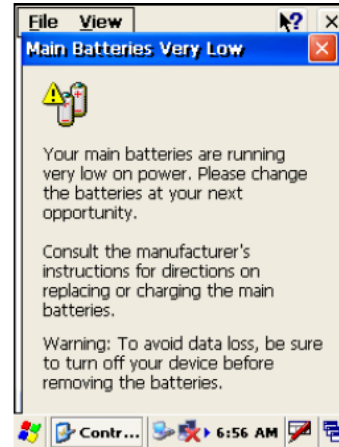 File View
Main Batteries Very Low
Your main batteries are running
very low on power. Please change
the batteries at your next
opportunity.
Consult the manufacturer's
instructions for directions on
replacing or charging the main
batteries.
Warning: To avoid data loss, be sure
to turn off your device before
removing the batteries.
Contr... 6:56 AM